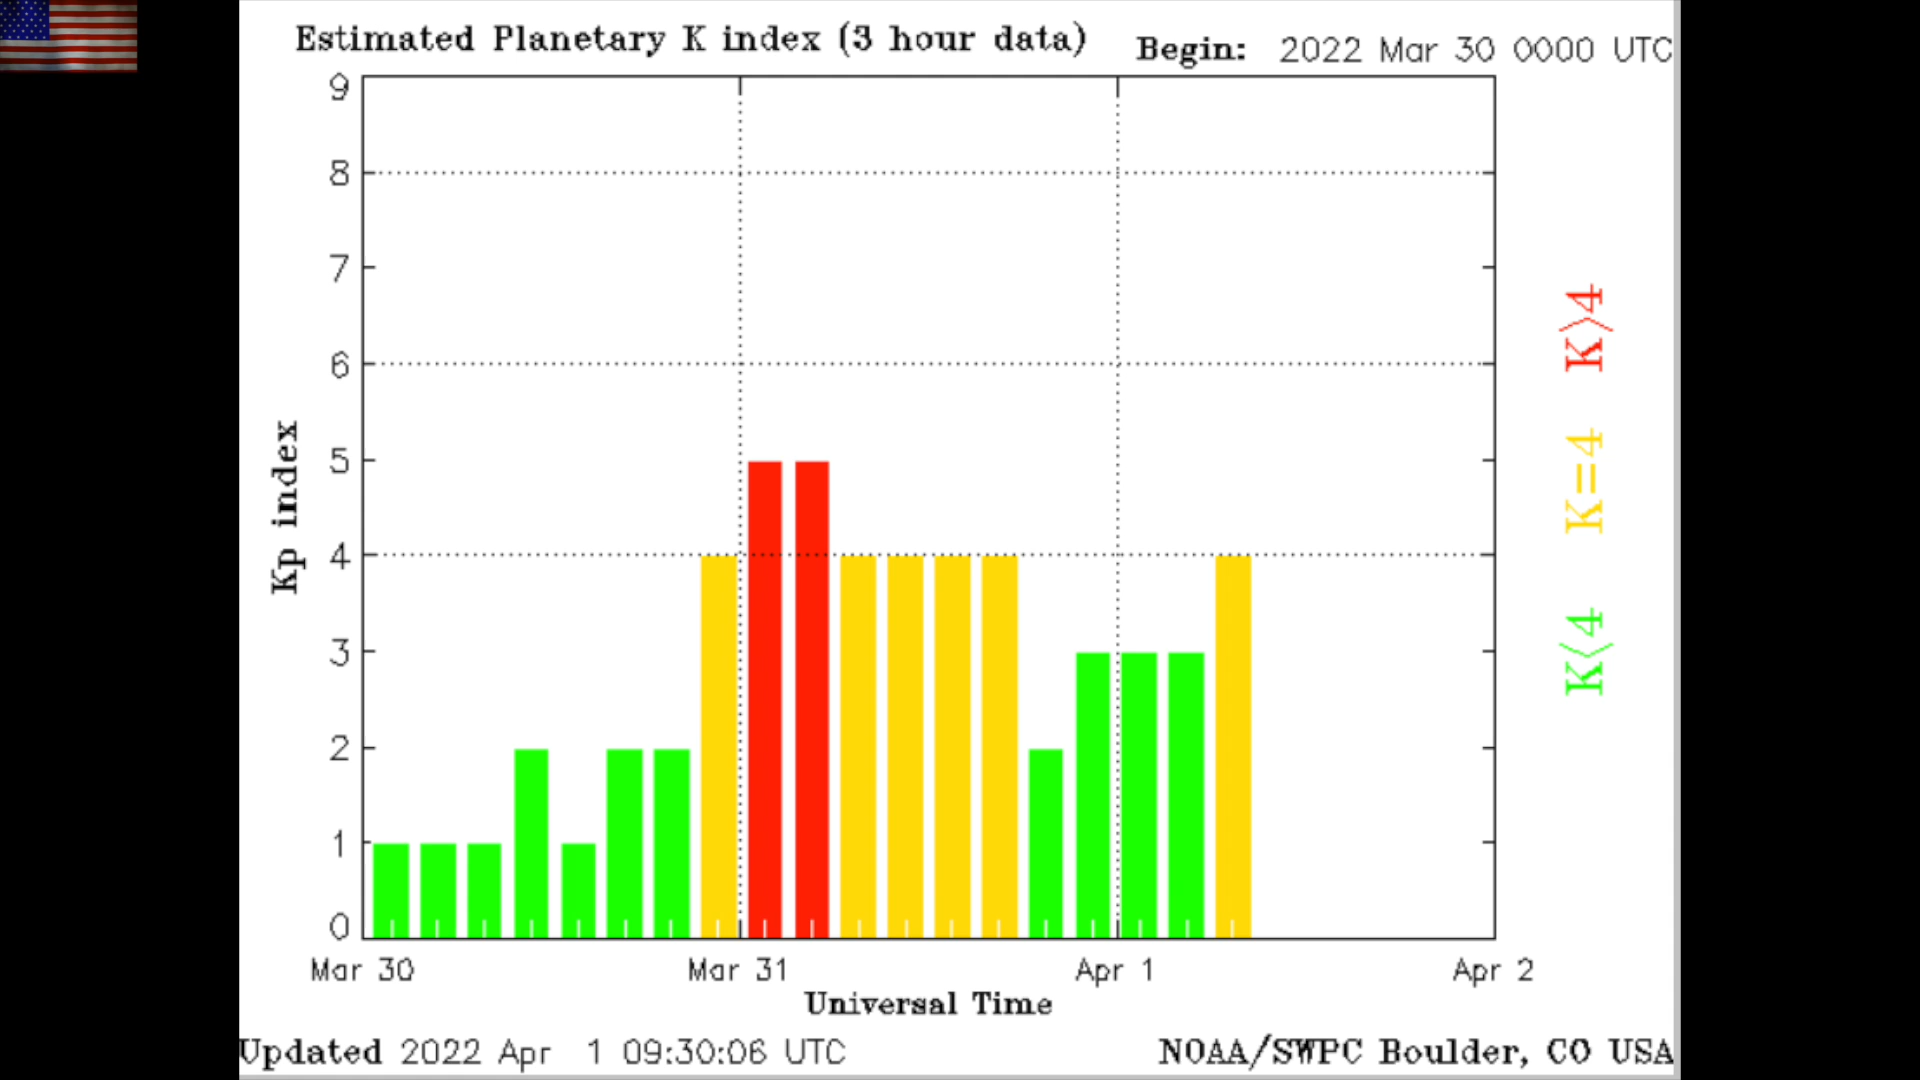 Estimated Planetary K index (3 hour data)
Begin: 2022 Mar 30 0000 UTC
9
8
7
6
5
4
3
2
1
0
Kp index
K>4
K=4
K<4
Mar 30
Mar 31
Apr 1
Apr 2
Universal Time
Updated 2022 Apr 1 09:30:06 UTC
NOAA/SWPC Boulder, CO USA